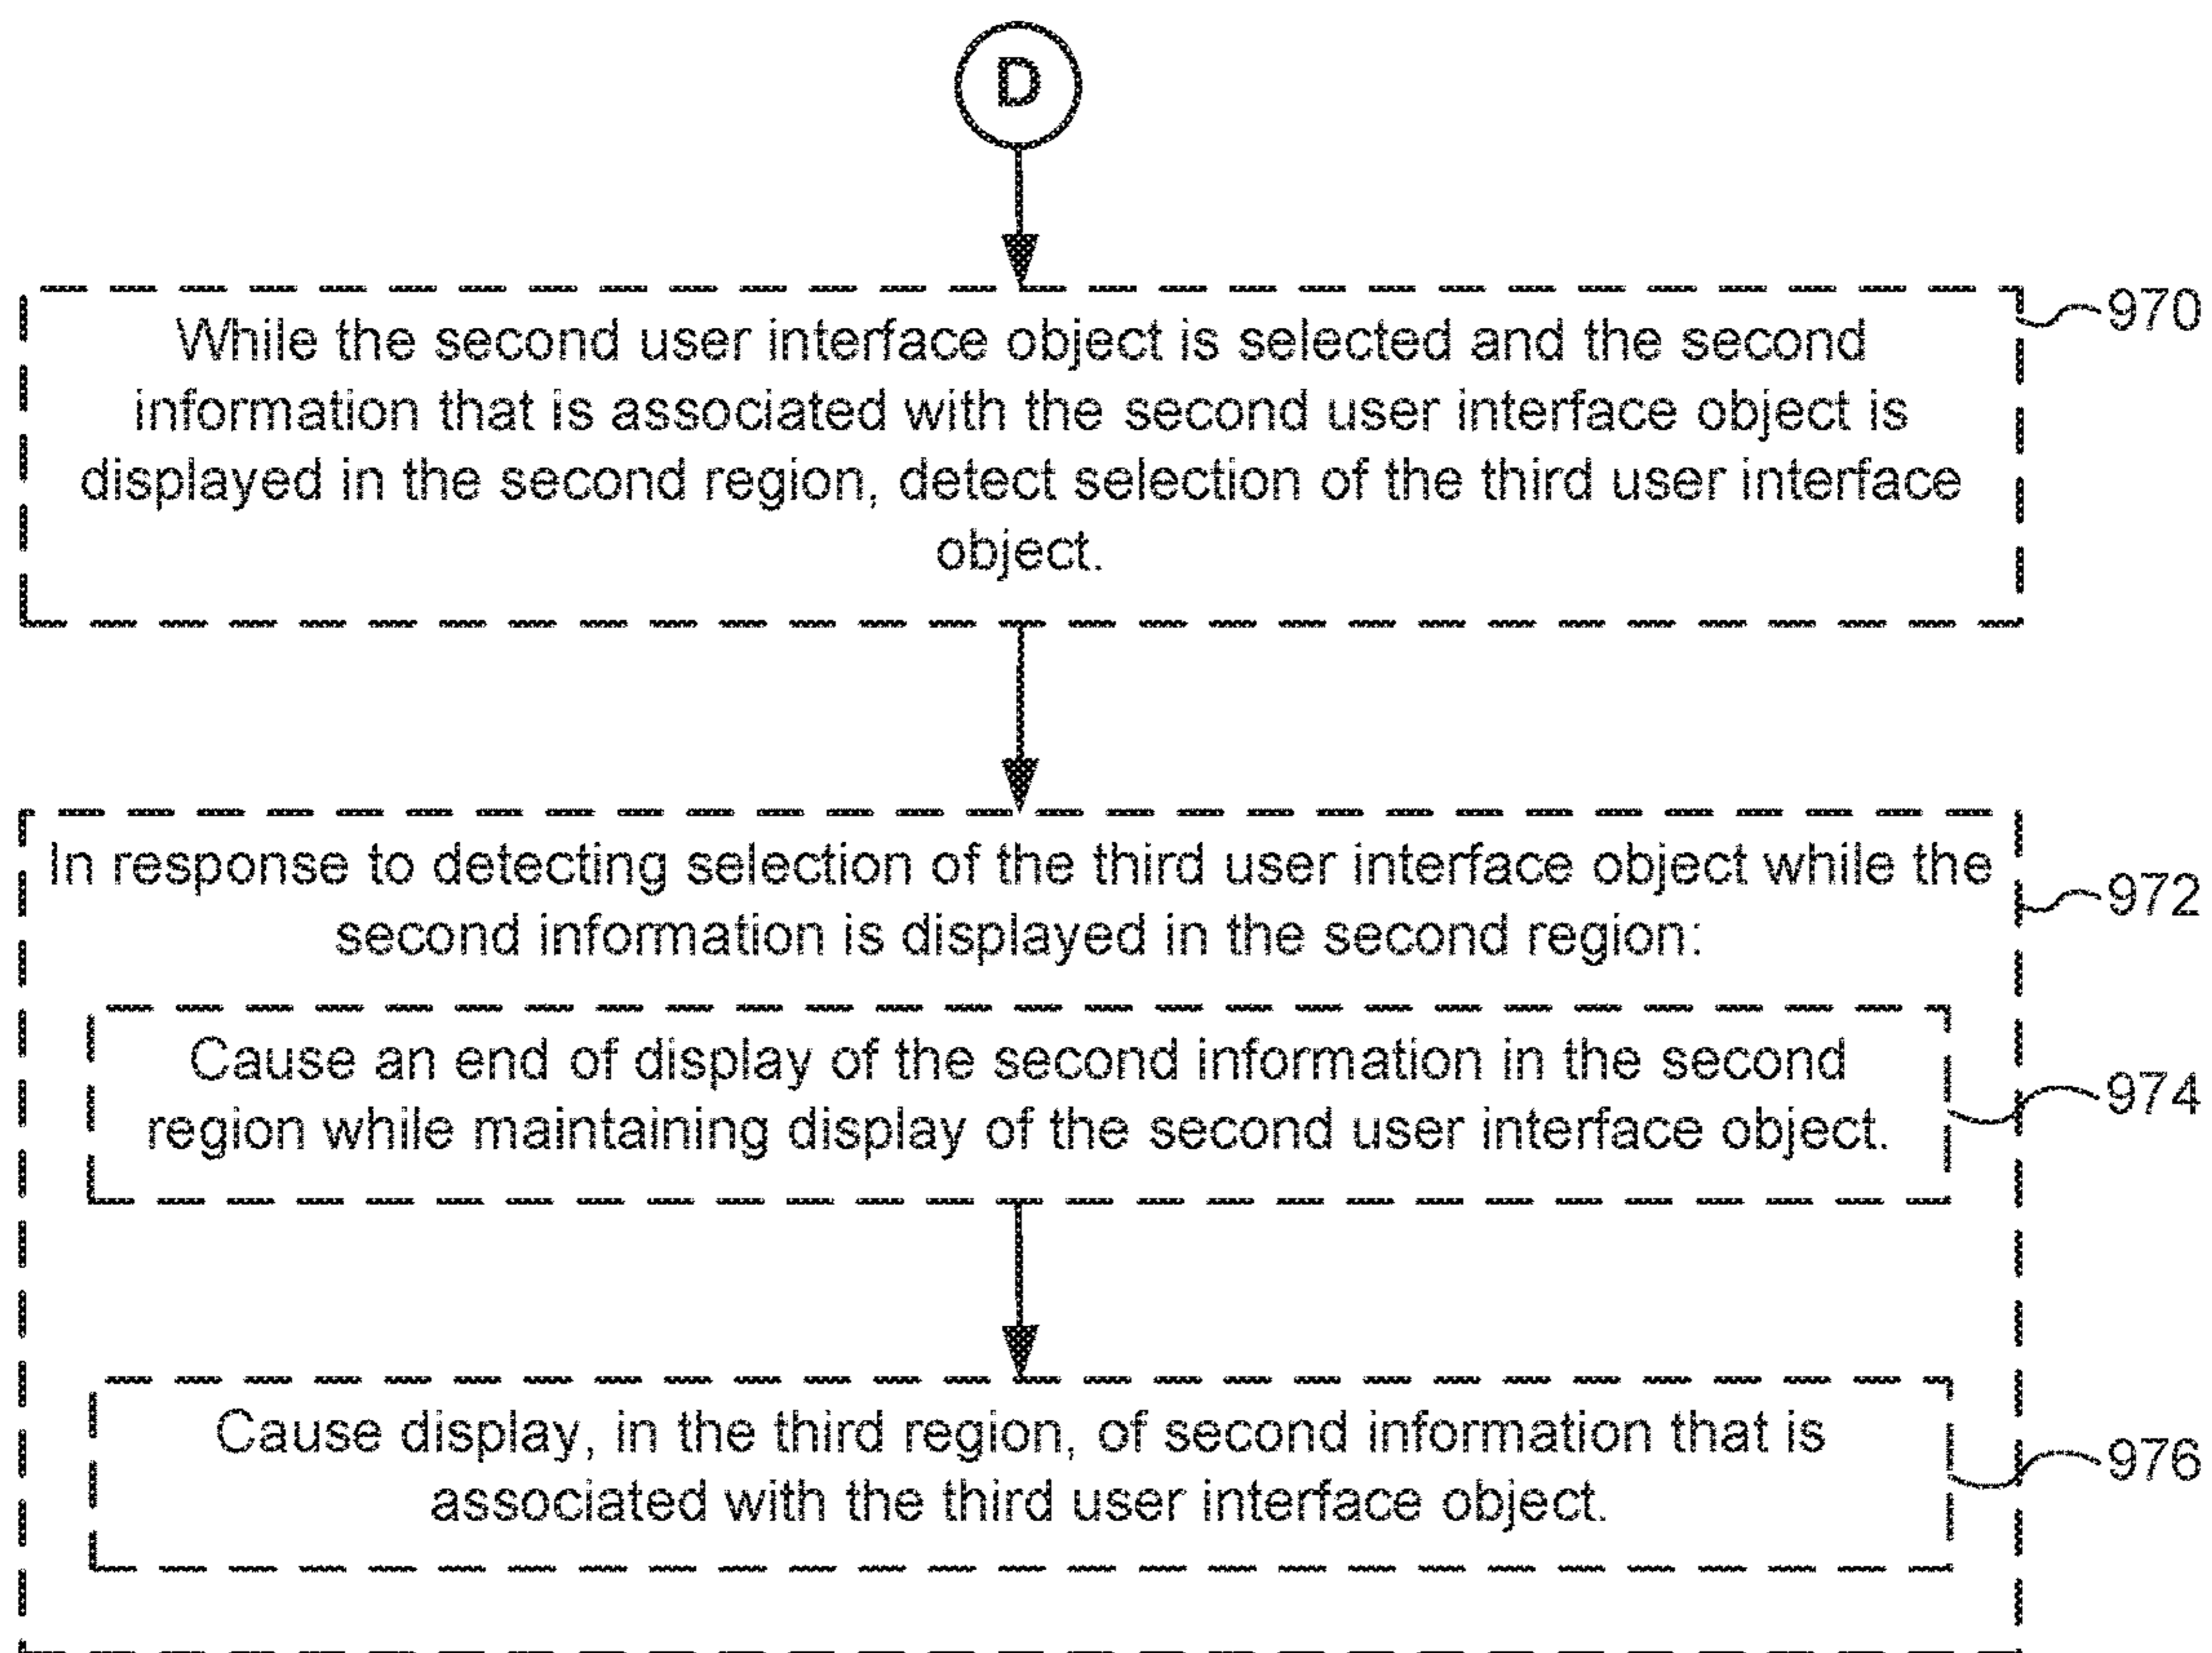 D
While the second user interface object is selected and the second
970
information that is associated with the second user interface object is
displayed in the second region, detect selection of the third user interface
object.
In response to detecting selection of the third user interface object while the
972
second information is displayed in the second region:
Cause an end of display of the second information in the second
974
region while maintaining display of the second user interface object.
Cause display, in the third region, of second information that is
976
associated with the third user interface object.